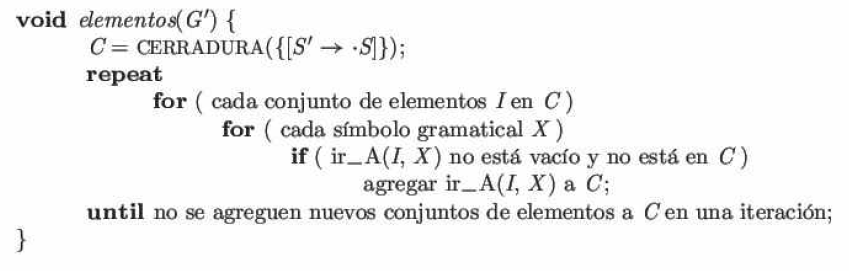 void elementos(G′) {
C = CERRADURA({[S′ → ·S]});
repeat
for ( cada conjunto de elementos I en C )
for ( cada símbolo gramatical X )
if ( ir_A(I, X) no está vacío y no está en C )
agregar ir_A(I, X) a C;
until no se agreguen nuevos conjuntos de elementos a C en una iteración;
}